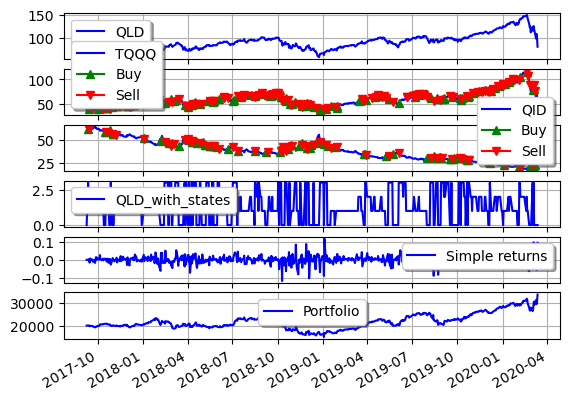 150
100
QLD
TQQQ
Buy
Sell
100
50
QID
Buy
Sell
50
25
2.5
0.0
QLD_with_states
0.1
0.0
−0.1
Simple returns
30000
20000
Portfolio
2017-10
2018-01
2018-04
2018-07
2018-10
2019-01
2019-04
2019-07
2019-10
2020-01
2020-04